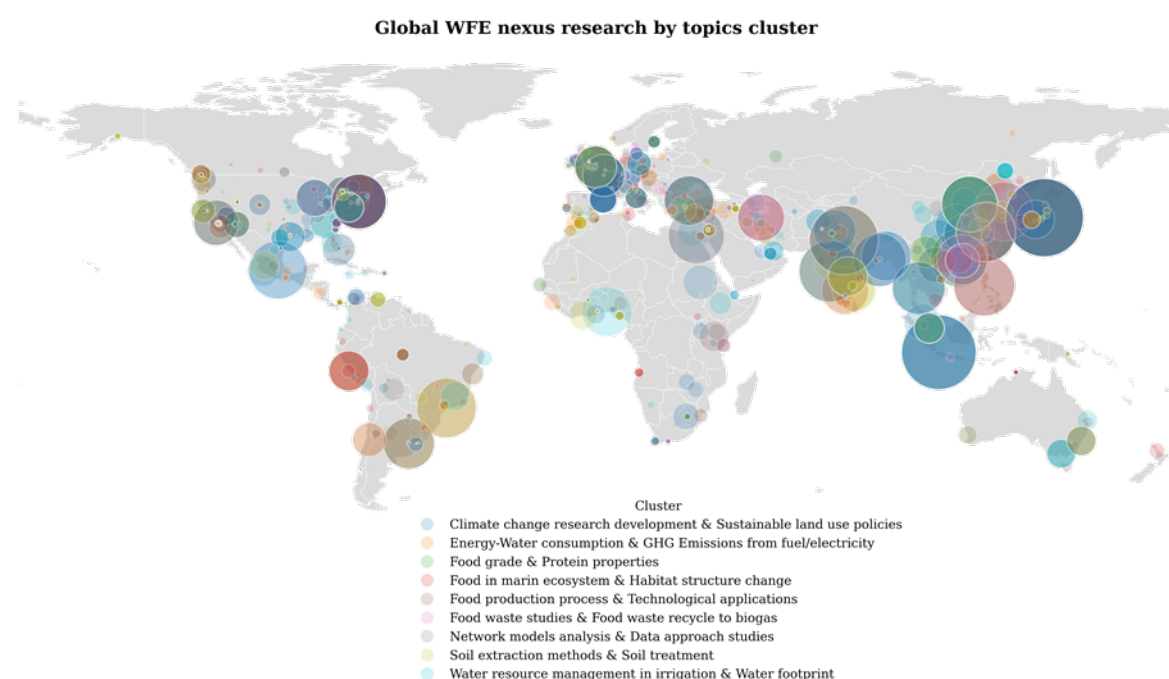 Global WFE nexus research by topics cluster
Cluster
Climate change research development & Sustainable land use policies
Energy-Water consumption & GHG Emissions from fuel/electricity
Food grade & Protein properties
Food in marin ecosystem & Habitat structure change
Food production process & Technological applications
Food waste studies & Food waste recycle to biogas
Network models analysis & Data approach studies
Soil extraction methods & Soil treatment
Water resource management in irrigation & Water footprint